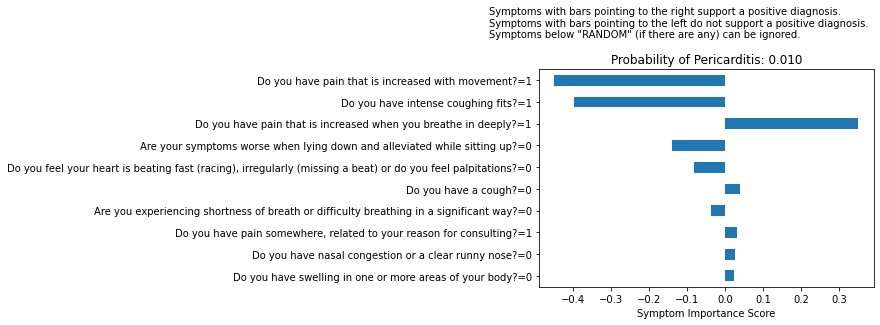 Symptoms with bars pointing to the right support a positive diagnosis.
Symptoms with bars pointing to the left do not support a positive diagnosis.
Symptoms below "RANDOM" (if there are any) can be ignored.
Probability of Pericarditis: 0.010
Do you have pain that is increased with movement?=1
Do you have intense coughing fits?=1
Do you have pain that is increased when you breathe in deeply?=1
Are your symptoms worse when lying down and alleviated while sitting up?=0
Do you feel your heart is beating fast (racing), irregularly (missing a beat) or do you feel palpitations?=0
Do you have a cough?=0
Are you experiencing shortness of breath or difficulty breathing in a significant way?=0
Do you have pain somewhere, related to your reason for consulting?=1
Do you have nasal congestion or a clear runny nose?=0
Do you have swelling in one or more areas of your body?=0
−0.4 −0.3 −0.2 −0.1 0.0 0.1 0.2 0.3
Symptom Importance Score